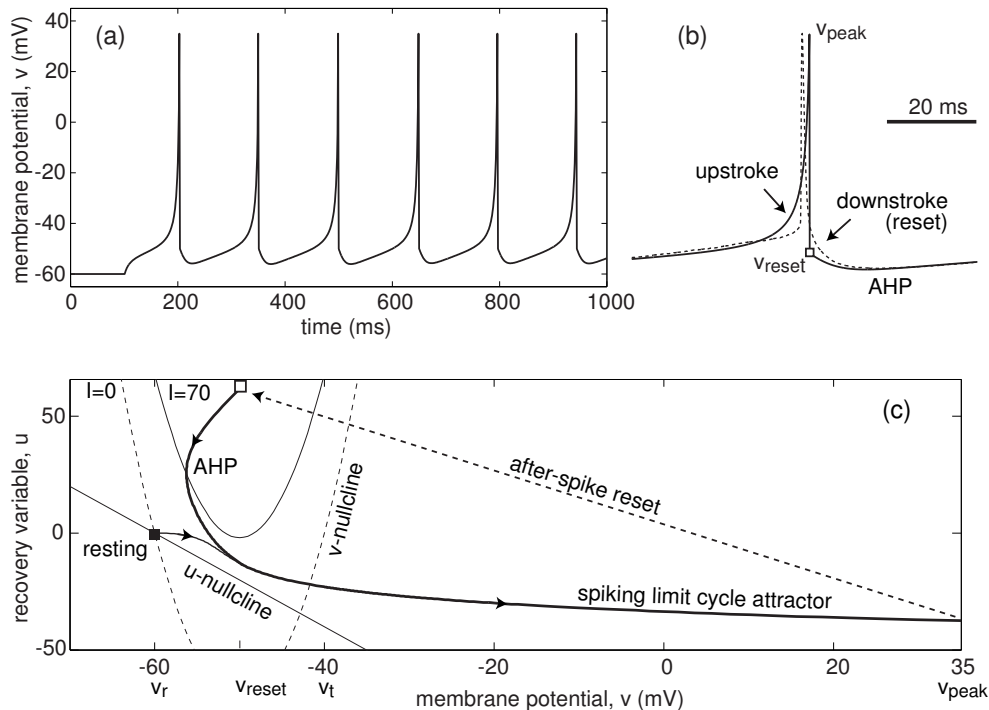 (a)
membrane potential, v (mV)
40
20
0
-20
-40
-60
0
200
400
600
800
1000
time (ms)
(b)
vpeak
20 ms
upstroke
downstroke
(reset)
vreset
AHP
(c)
recovery variable, u
50
0
-50
I=0
I=70
AHP
resting
u-nullcline
v-nullcline
after-spike reset
spiking limit cycle attractor
-60
-40
-20
0
35
vr
vreset
vt
membrane potential, v (mV)
vpeak